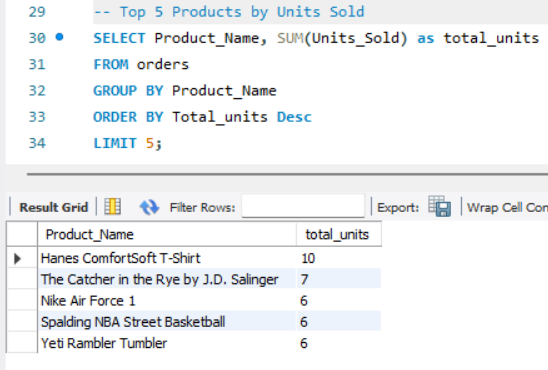 29 -- Top 5 Products by Units Sold
30 SELECT Product_Name, SUM(Units_Sold) as total_units
31 FROM orders
32 GROUP BY Product_Name
33 ORDER BY Total_units Desc
34 LIMIT 5;
Result Grid Filter Rows: Export: Wrap Cell Con
Product_Name total_units
Hanes ComfortSoft T-Shirt 10
The Catcher in the Rye by J.D. Salinger 7
Nike Air Force 1 6
Spalding NBA Street Basketball 6
Yeti Rambler Tumbler 6